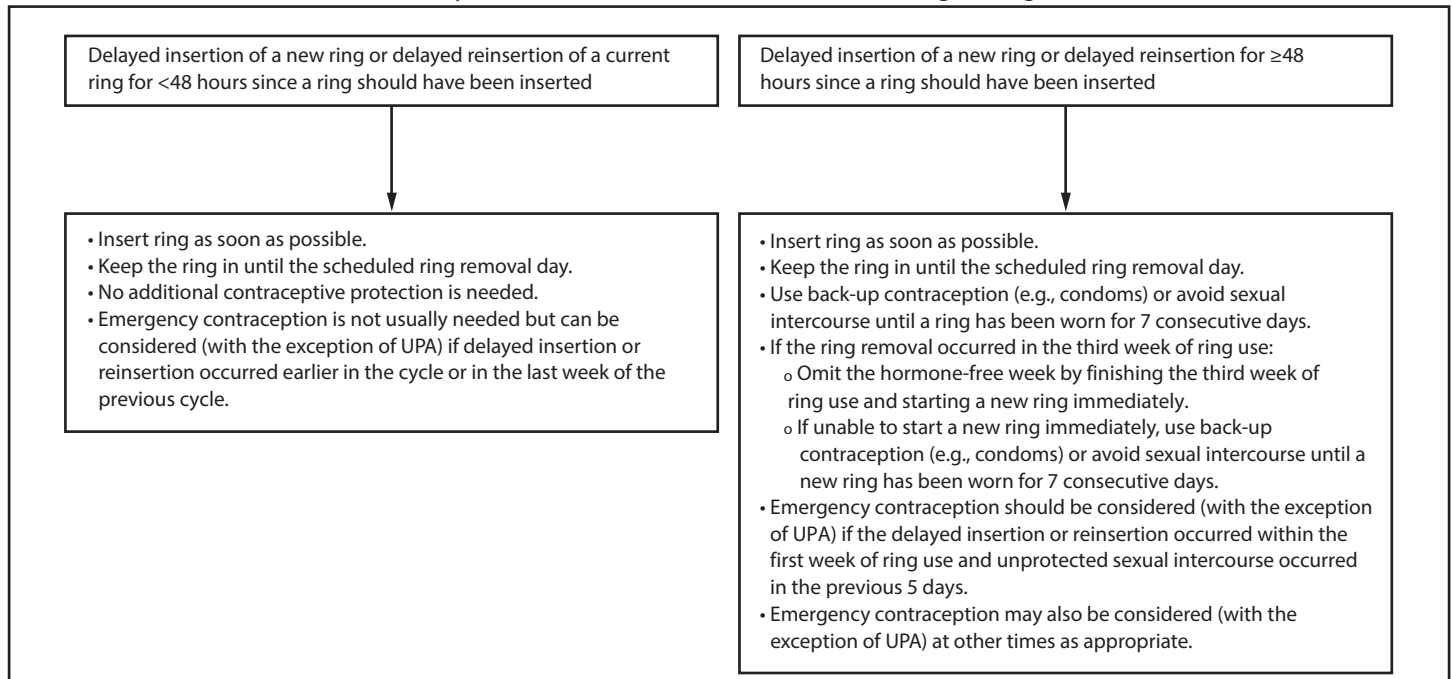 Delayed insertion of a new ring or delayed reinsertion of a current
ring for <48 hours since a ring should have been inserted
Delayed insertion of a new ring or delayed reinsertion for ≥48
hours since a ring should have been inserted
• Insert ring as soon as possible.
• Keep the ring in until the scheduled ring removal day.
• No additional contraceptive protection is needed.
• Emergency contraception is not usually needed but can be
considered (with the exception of UPA) if delayed insertion or
reinsertion occurred earlier in the cycle or in the last week of the
previous cycle.
• Insert ring as soon as possible.
• Keep the ring in until the scheduled ring removal day.
• Use back-up contraception (e.g., condoms) or avoid sexual
intercourse until a ring has been worn for 7 consecutive days.
• If the ring removal occurred in the third week of ring use:
o Omit the hormone-free week by finishing the third week of
ring use and starting a new ring immediately.
o If unable to start a new ring immediately, use back-up
contraception (e.g., condoms) or avoid sexual intercourse until a
new ring has been worn for 7 consecutive days.
• Emergency contraception should be considered (with the exception
of UPA) if the delayed insertion or reinsertion occurred within the
first week of ring use and unprotected sexual intercourse occurred
in the previous 5 days.
• Emergency contraception may also be considered (with the
exception of UPA) at other times as appropriate.